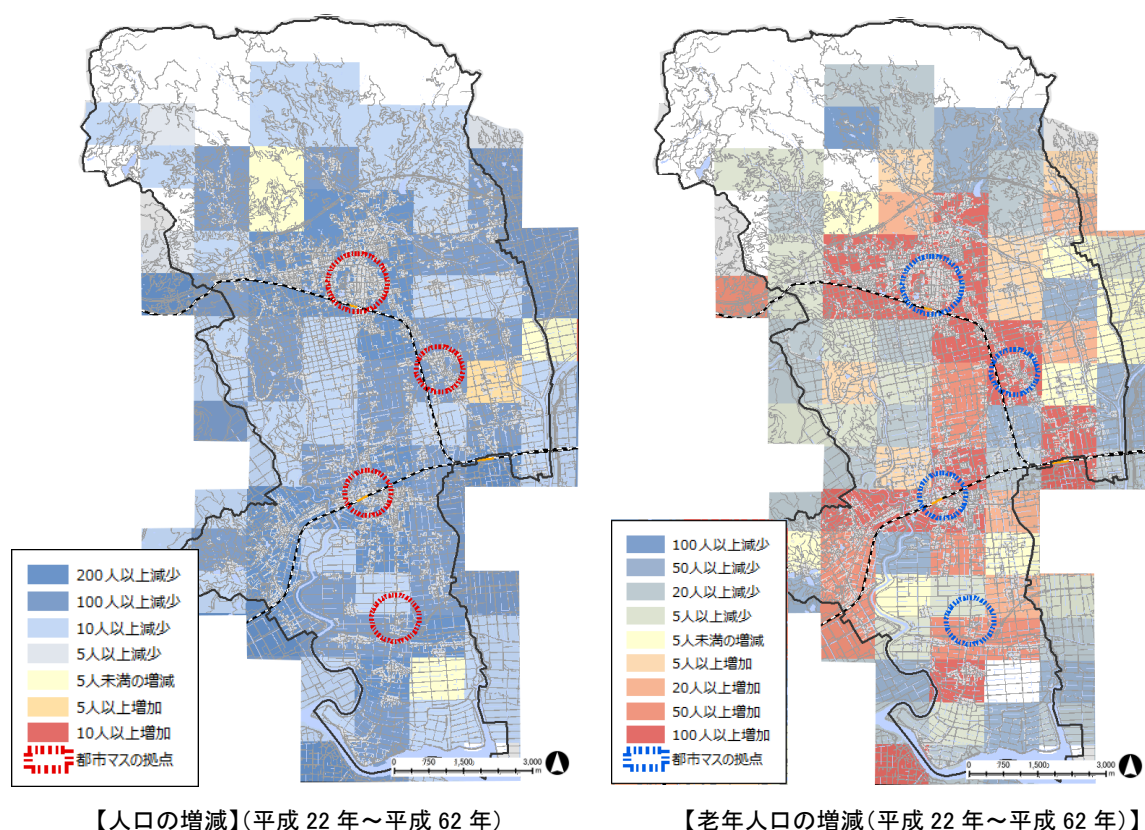 200人以上減少
100人以上減少
10人以上減少
5人以上減少
5人未満の増減
5人以上増加
10人以上増加
都市マスの拠点
0 750 1,500 3,000
m
【人口の増減】(平成 22 年～平成 62 年)
100人以上減少
50人以上減少
20人以上減少
5人以上減少
5人未満の増減
5人以上増加
20人以上増加
50人以上増加
100人以上増加
都市マスの拠点
0 750 1,500 3,000
m
【老年人口の増減(平成 22 年～平成 62 年)】